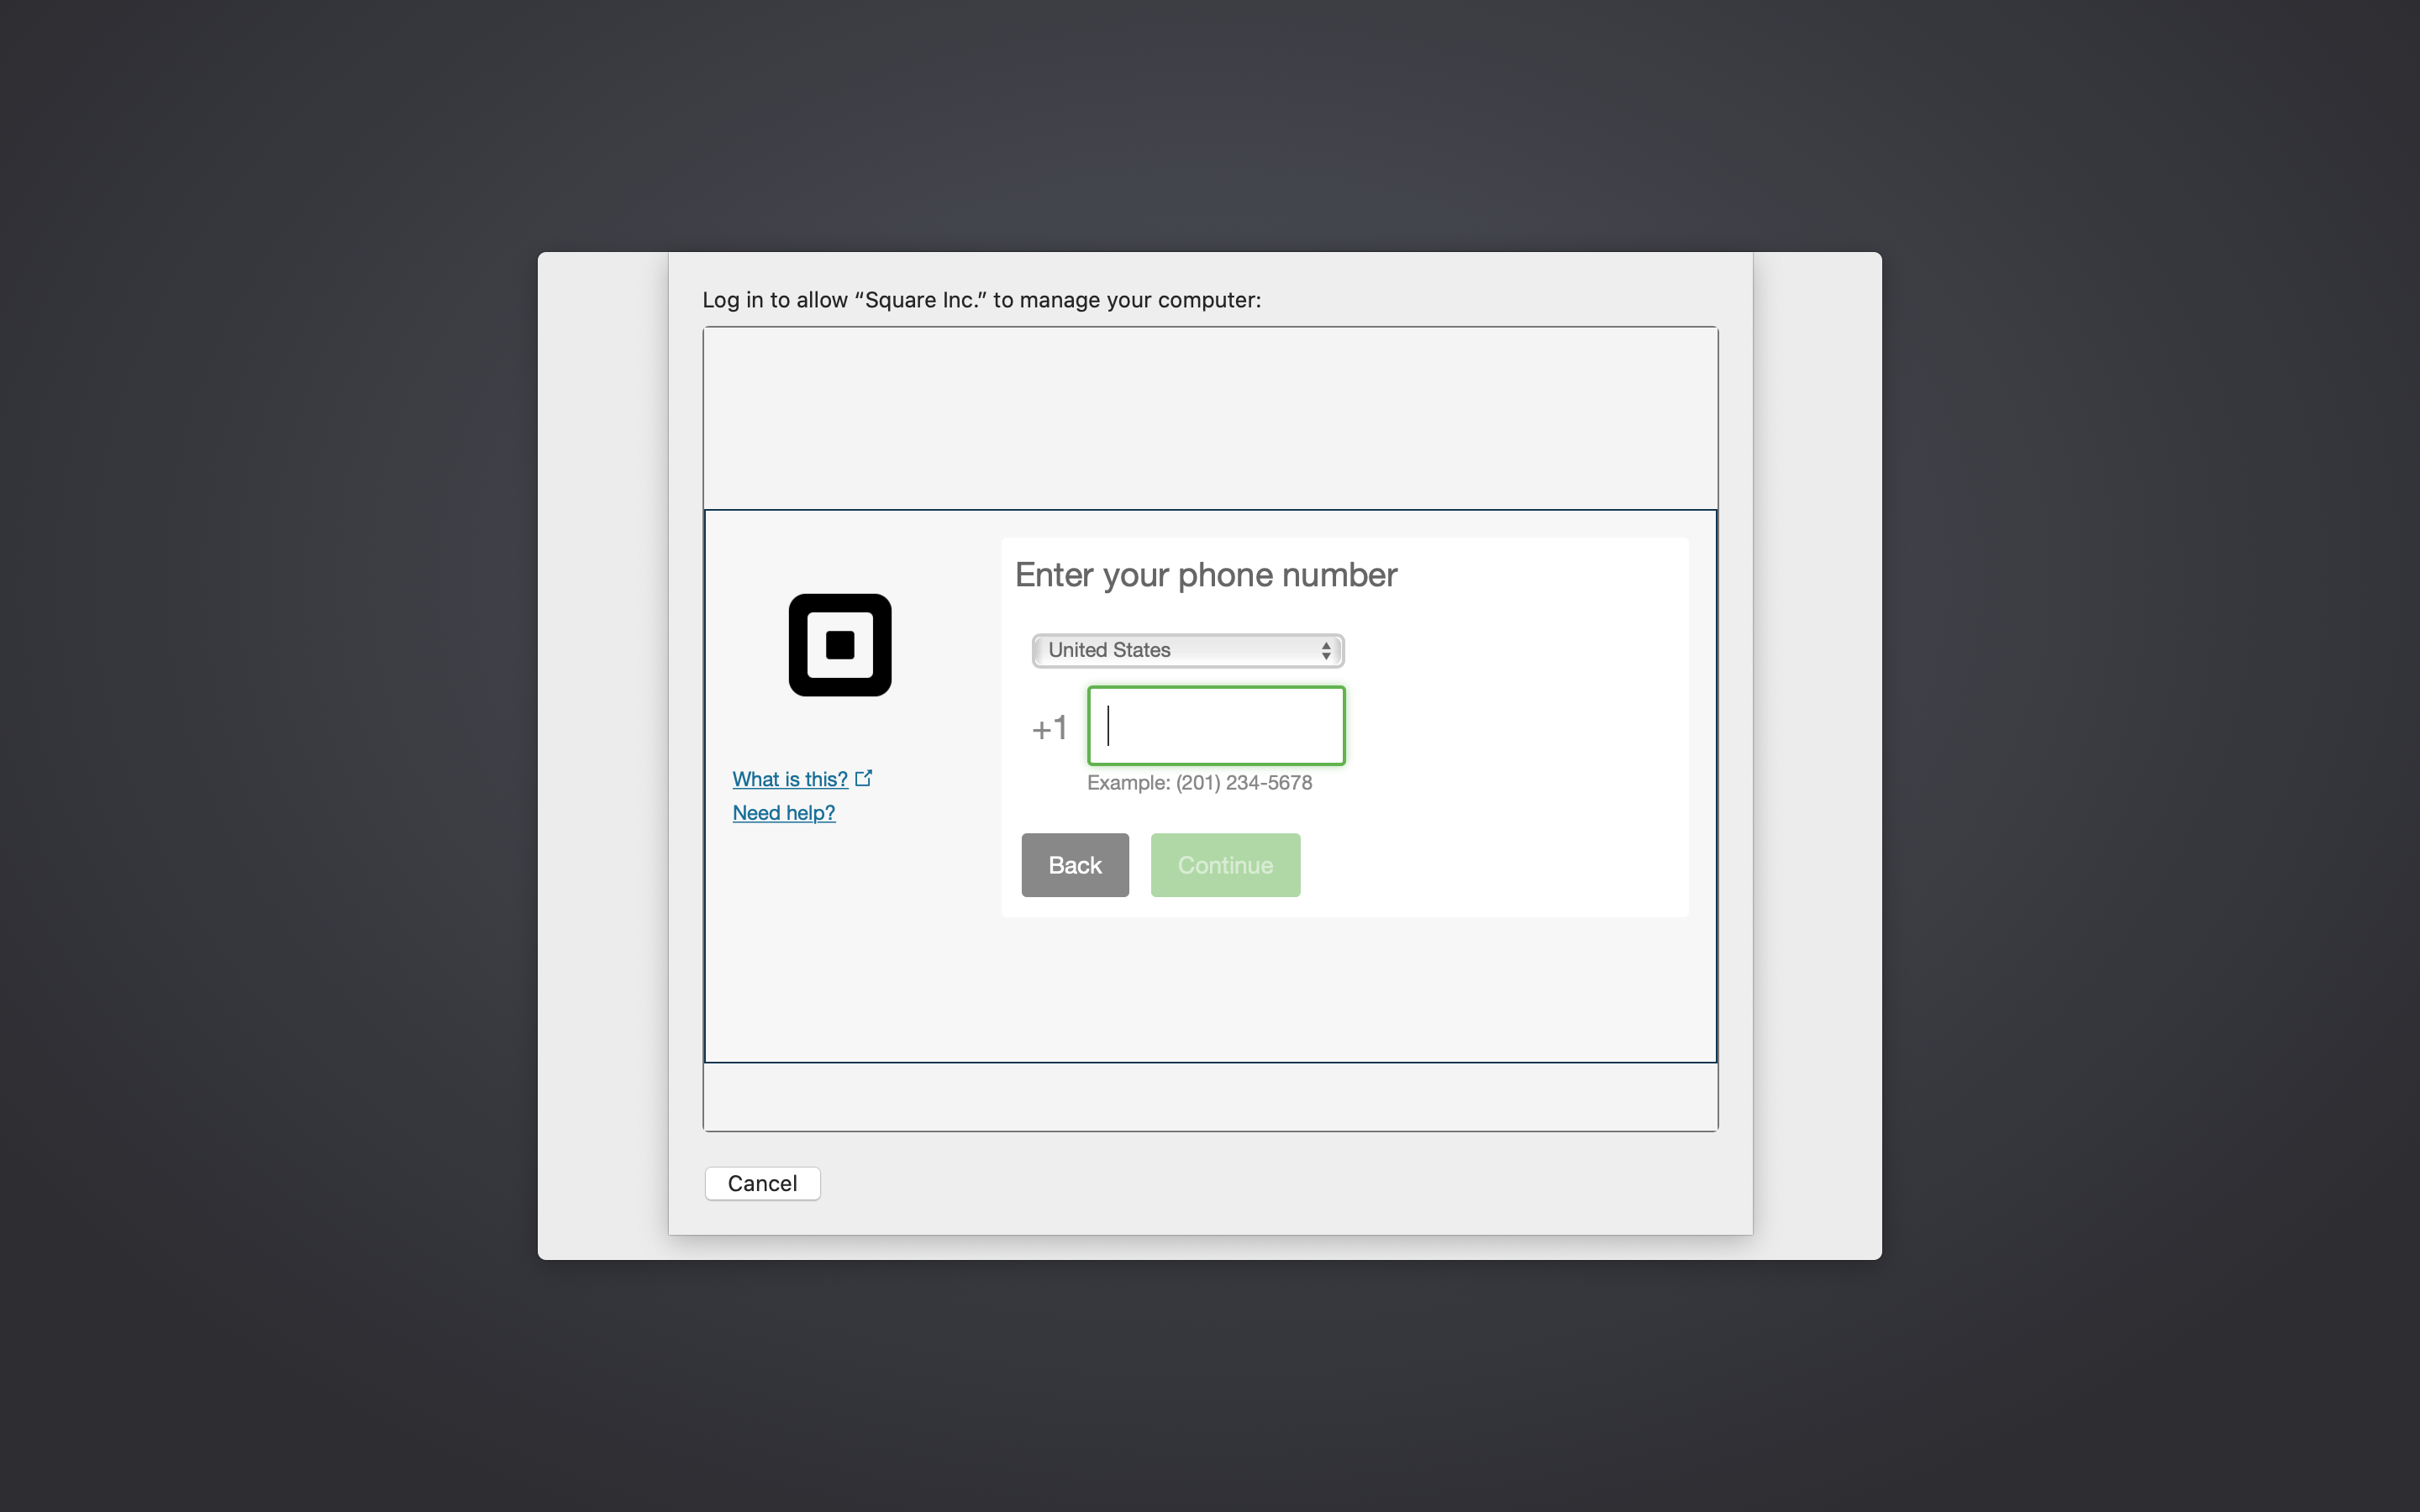 Log in to allow “Square Inc.” to manage your computer:
Enter your phone number
United States
+1
Example: (201) 234-5678
What is this?
Need help?
Back
Continue
Cancel